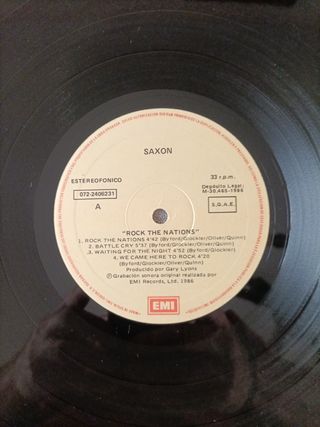 SAXON
ESTEREOFONICO
33 r.p.m.
072-2406231
Depósito Legal:
M-30.465-1986
A
S.G.A.E.
"ROCK THE NATIONS"
1. ROCK THE NATIONS 4'42 (Byford/Glockler/Oliver/Quinn)
2. BATTLE CRY 5'37 (Byford/Glockler/Oliver/Quinn)
3. WAITING FOR THE NIGHT 4'52 (Byford/Glockler/
Oliver/Quinn)
4. WE CAME HERE TO ROCK 4'20
(Byford/Glockler/Oliver/Quinn)
Producido por Gary Lyons
℗ Grabación sonora original realizada por
EMI Records, Ltd. 1986
EMI